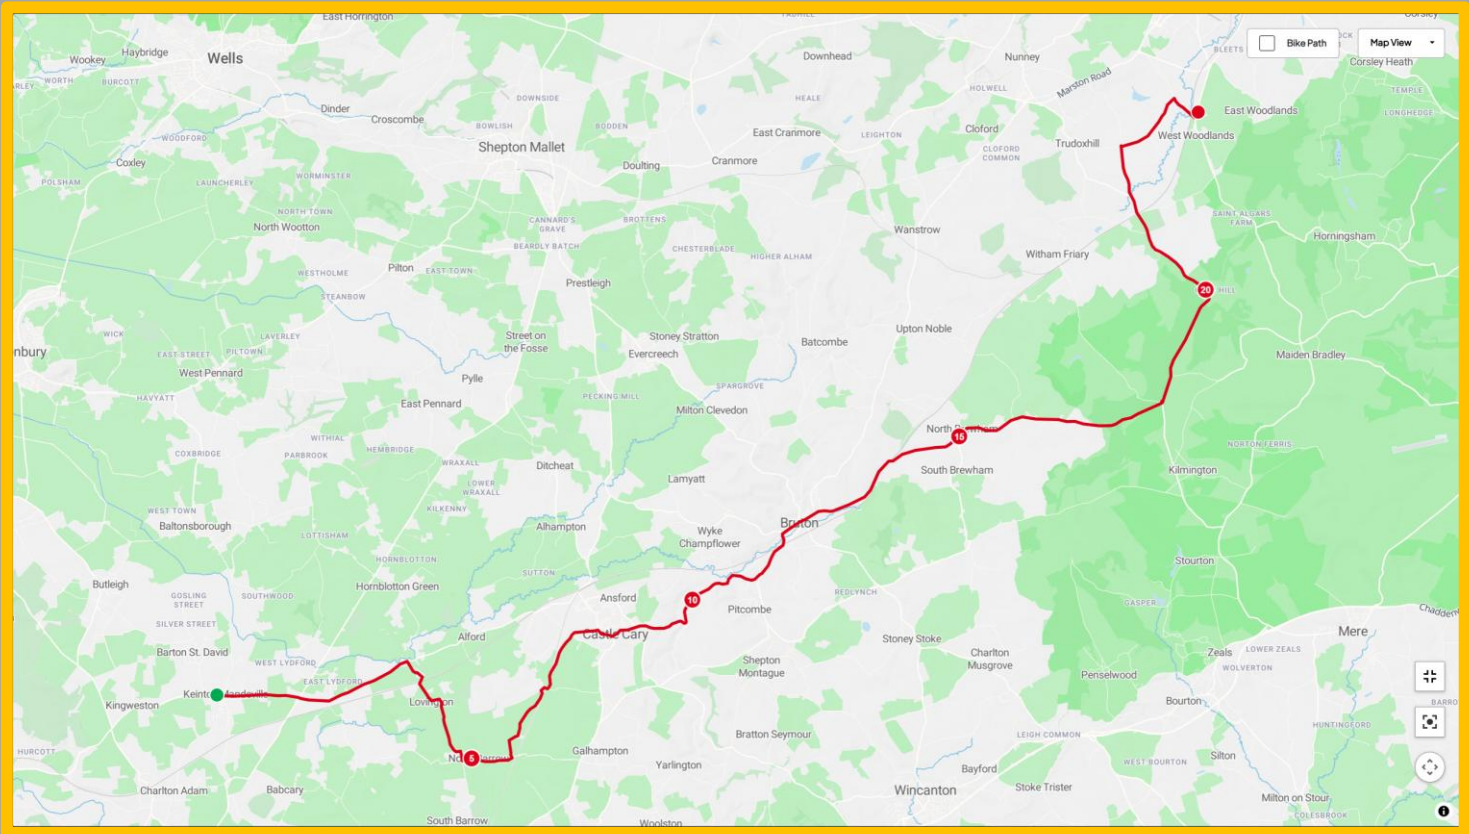 East Horrington
Corsley
Wookey
Haybridge
Wells
Downhead
Nunney
BLEETS
Bike Path
Map View
Corsley Heath
WORTH
BURCOTT
Marston Road
HOLWELL
TEMPLE
DOWNSIDE
HEALE
Dinder
Croscombe
East Woodlands
LONGHEDGE
BOWLISH
BODDEN
East Cranmore
LEIGHTON
Cloford
West Woodlands
WOODFORD
Shepton Mallet
Trudoxhill
CLOFORD
COMMON
Coxley
Doulting
Cranmore
POLSHAM
LAUNCHERLEY
WORMINSTER
NORTH TOWN
North Wootton
CANNARD'S
GRAVE
BROTTENS
Wanstrow
SAINT ALGARS
FARM
Horningsham
BEARDLY BATCH
CHESTERBLADE
HIGHER ALHAM
Witham Friary
Pilton
EAST TOWN
WESTHOLME
Prestleigh
20
HILL
STEANBOW
WICK
LAVERLEY
Street on
the Fosse
Stoney Stratton
Upton Noble
Batcombe
nbury
EAST STREET
PILTOWN
Evercreech
Maiden Bradley
West Pennard
Pylle
SPARGROVE
HAVYATT
East Pennard
PECKING MILL
Milton Clevedon
North Brewham
15
WITHIAL
HEMBRIDGE
NORTON FERRIS
COXBRIDGE
PARBROOK
WRAXALL
Ditcheat
South Brewham
Kilmington
LOWER
WRAXALL
Lamyatt
WEST TOWN
Baltonsborough
KILNKENNY
Alhampton
Wyke
Champflower
Bruton
LOTTISHAM
HORNBLOTTON
Stourton
SUTTON
Butleigh
Hornblotton Green
GOSLING
STREET
SOUTHWOOD
Ansford
10
Pitcombe
REDLYNCH
GASPER
SILVER STREET
Castle Cary
Alford
Stoney Stoke
Mere
Barton St. David
WEST LYDFORD
Shepton
Montague
Charlton
Musgrove
Zeals
LOWER ZEALS
WOLVERTON
EAST LYDFORD
Penselwood
Keinton Mandeville
Kingweston
Lovington
Bourton
HUNTINGFORD
Bratton Seymour
LEIGH COMMON
HURCOTT
North Barrow
5
Galhampton
Yarlington
Bayford
WEST BOURTON
Silton
Charlton Adam
Babcary
Wincanton
Stoke Trister
Milton on Stour
South Barrow
Woolston
COLESBROOK